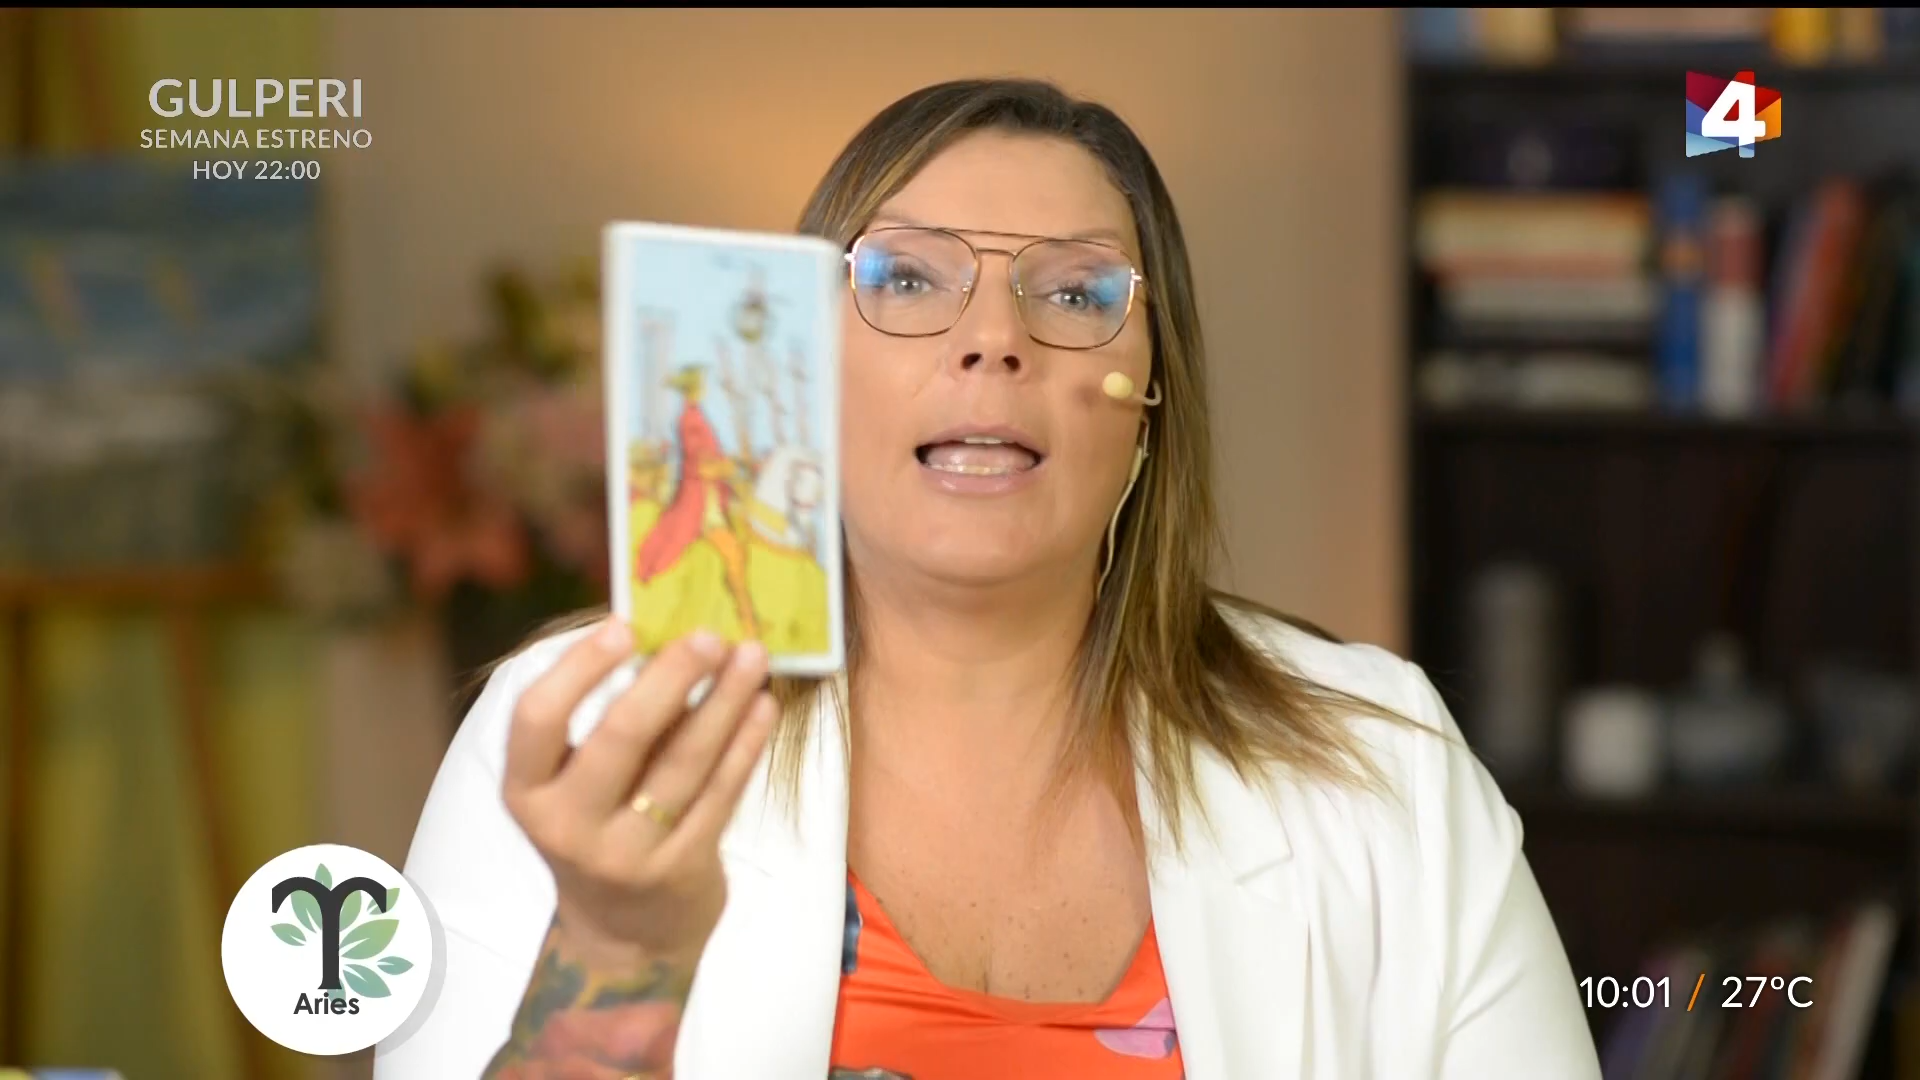 GULPERI
SEMANA ESTRENO
HOY 22:00
4
Aries
10:01 / 27°C